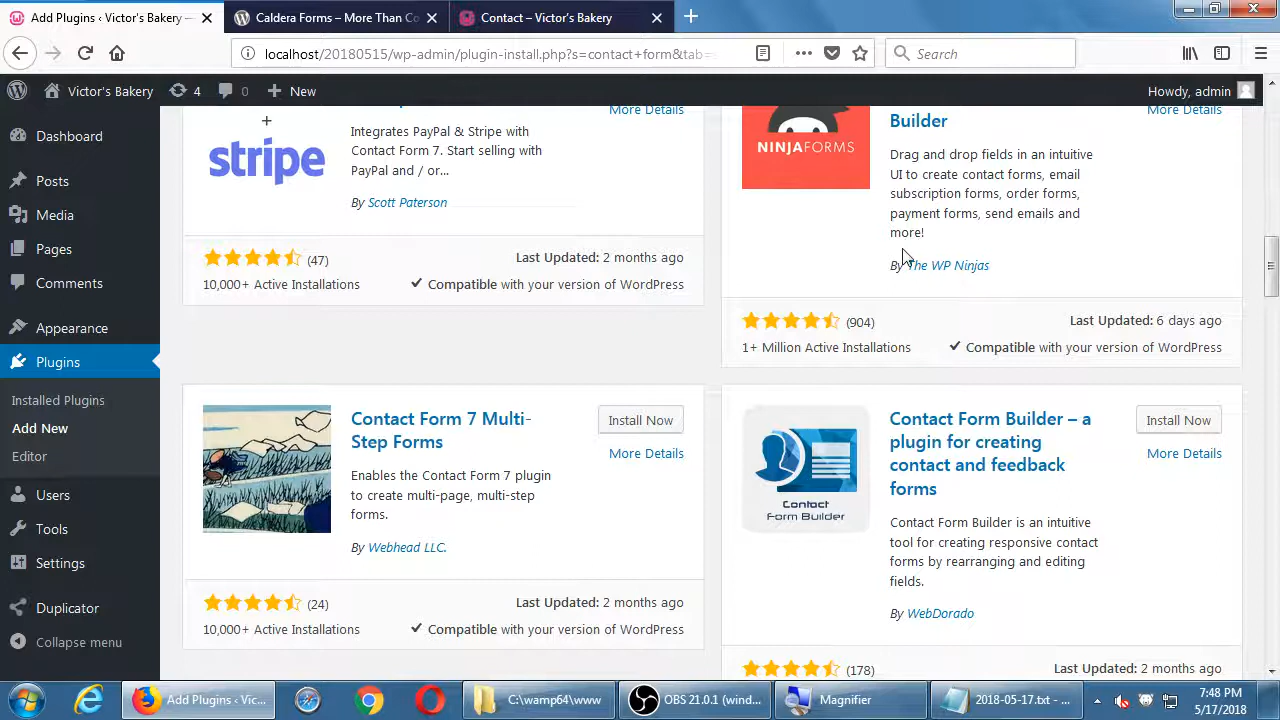 Add Plugins ‹ Victor's Bakery —
Caldera Forms – More Than Co
Contact – Victor's Bakery
localhost/20180515/wp-admin/plugin-install.php?s=contact+form&tab=
Search
Victor's Bakery
4
0
New
Howdy, admin
Dashboard
Posts
Media
Pages
Comments
Appearance
Plugins
Installed Plugins
Add New
Editor
Users
Tools
Settings
Duplicator
Collapse menu
+
stripe
More Details
Integrates PayPal & Stripe with
Contact Form 7. Start selling with
PayPal and / or...
By Scott Paterson
(47)
Last Updated: 2 months ago
10,000+ Active Installations
Compatible with your version of WordPress
NINJAFORMS
Builder
More Details
Drag and drop fields in an intuitive
UI to create contact forms, email
subscription forms, order forms,
payment forms, send emails and
more!
By The WP Ninjas
(904)
Last Updated: 6 days ago
1+ Million Active Installations
Compatible with your version of WordPress
Contact Form 7 Multi-
Step Forms
Install Now
More Details
Enables the Contact Form 7 plugin
to create multi-page, multi-step
forms.
By Webhead LLC.
(24)
Last Updated: 2 months ago
10,000+ Active Installations
Compatible with your version of WordPress
Contact
Form Builder
Contact Form Builder – a
plugin for creating
contact and feedback
forms
Install Now
More Details
Contact Form Builder is an intuitive
tool for creating responsive contact
forms by rearranging and editing
fields.
By WebDorado
(178)
Last Updated: 2 months ago
Add Plugins ‹ Vic...
C:\wamp64\www
OBS 21.0.1 (wind...
Magnifier
2018-05-17.txt - ...
7:48 PM
5/17/2018